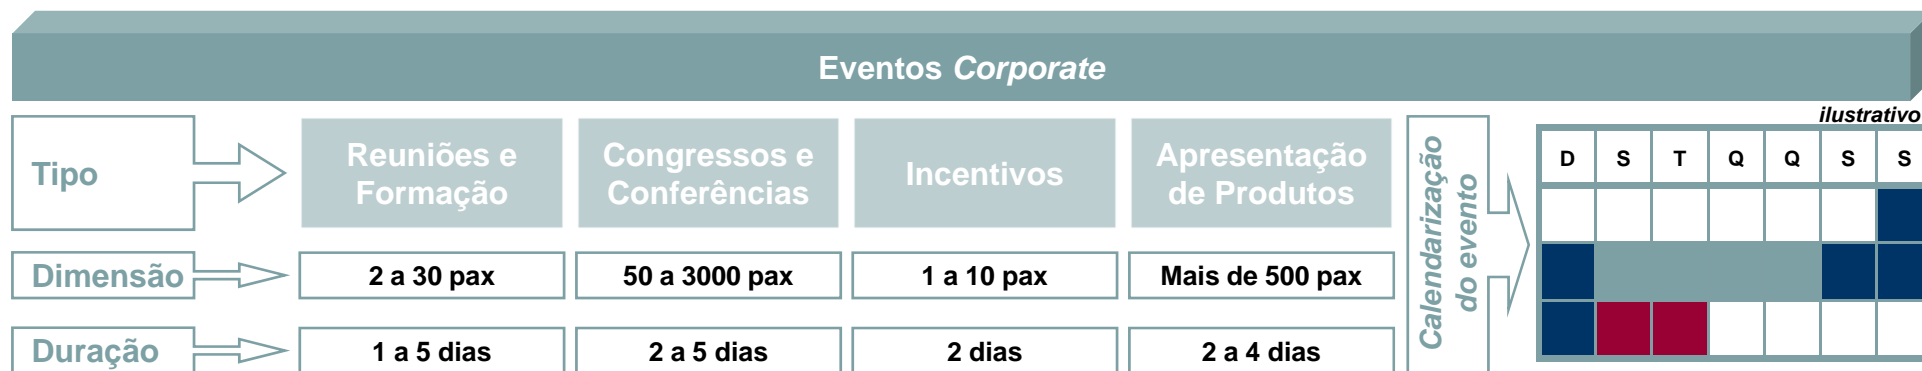 Eventos Corporate
ilustrativo
Tipo
Reuniões e
Formação
Congressos e
Conferências
Incentivos
Apresentação
de Produtos
Calendarização
do evento
D S T Q Q S S
Dimensão
2 a 30 pax
50 a 3000 pax
1 a 10 pax
Mais de 500 pax
Duração
1 a 5 dias
2 a 5 dias
2 dias
2 a 4 dias